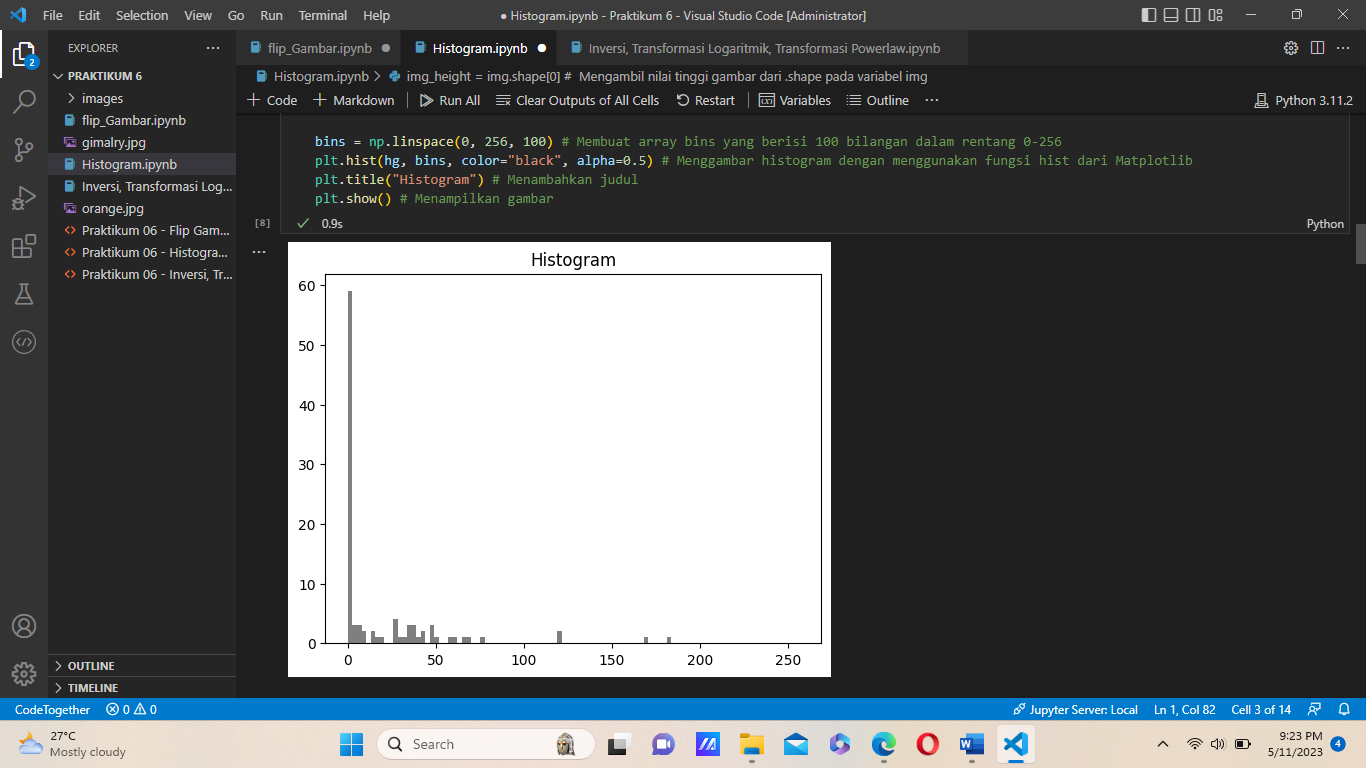 File Edit Selection View Go Run Terminal Help
● Histogram.ipynb - Praktikum 6 - Visual Studio Code [Administrator]
EXPLORER
flip_Gambar.ipynb
Histogram.ipynb
Inversi, Transformasi Logaritmik, Transformasi Powerlaw.ipynb
2
PRAKTIKUM 6
images
flip_Gambar.ipynb
gimalry.jpg
Histogram.ipynb
Inversi, Transformasi Log...
orange.jpg
Praktikum 06 - Flip Gam...
Praktikum 06 - Histogra...
Praktikum 06 - Inversi, Tr...
OUTLINE
TIMELINE
Histogram.ipynb > img_height = img.shape[0] # Mengambil nilai tinggi gambar dari .shape pada variabel img
+ Code + Markdown | Run All Clear Outputs of All Cells Restart | Variables Outline ...
Python 3.11.2
bins = np.linspace(0, 256, 100) # Membuat array bins yang berisi 100 bilangan dalam rentang 0-256
plt.hist(hg, bins, color="black", alpha=0.5) # Menggambar histogram dengan menggunakan fungsi hist dari Matplotlib
plt.title("Histogram") # Menambahkan judul
plt.show() # Menampilkan gambar
[8] ✓ 0.9s
Python
Histogram
60
50
40
30
20
10
0
0 50 100 150 200 250
CodeTogether 0 0
Jupyter Server: Local Ln 1, Col 82 Cell 3 of 14
27°C
Mostly cloudy
Search
9:23 PM
5/11/2023
4